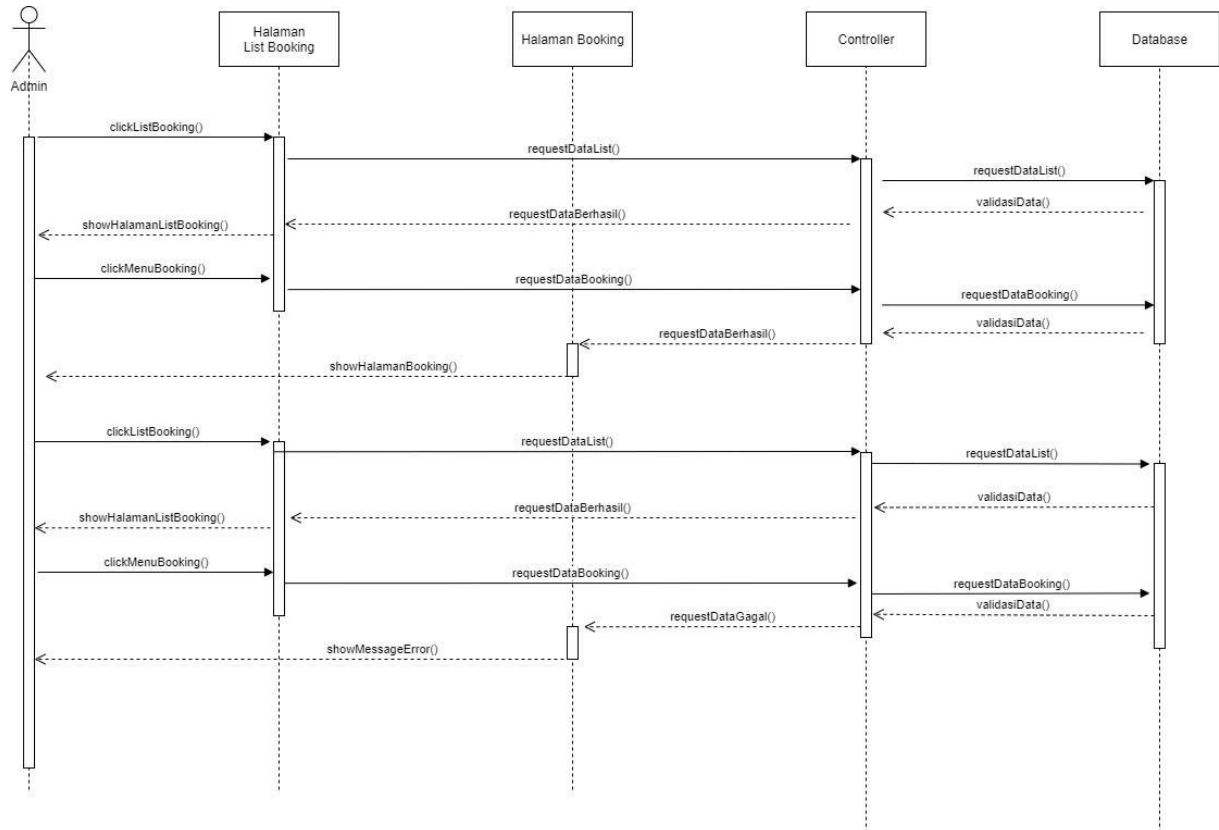 Halaman
List Booking
Halaman Booking
Controller
Database
Admin
clickListBooking()
requestDataList()
requestDataList()
validasiData()
requestDataBerhasil()
showHalamanListBooking()
clickMenuBooking()
requestDataBooking()
requestDataBooking()
validasiData()
requestDataBerhasil()
showHalamanBooking()
clickListBooking()
requestDataList()
requestDataList()
validasiData()
requestDataBerhasil()
showHalamanListBooking()
clickMenuBooking()
requestDataBooking()
requestDataBooking()
validasiData()
requestDataGagal()
showMessageError()